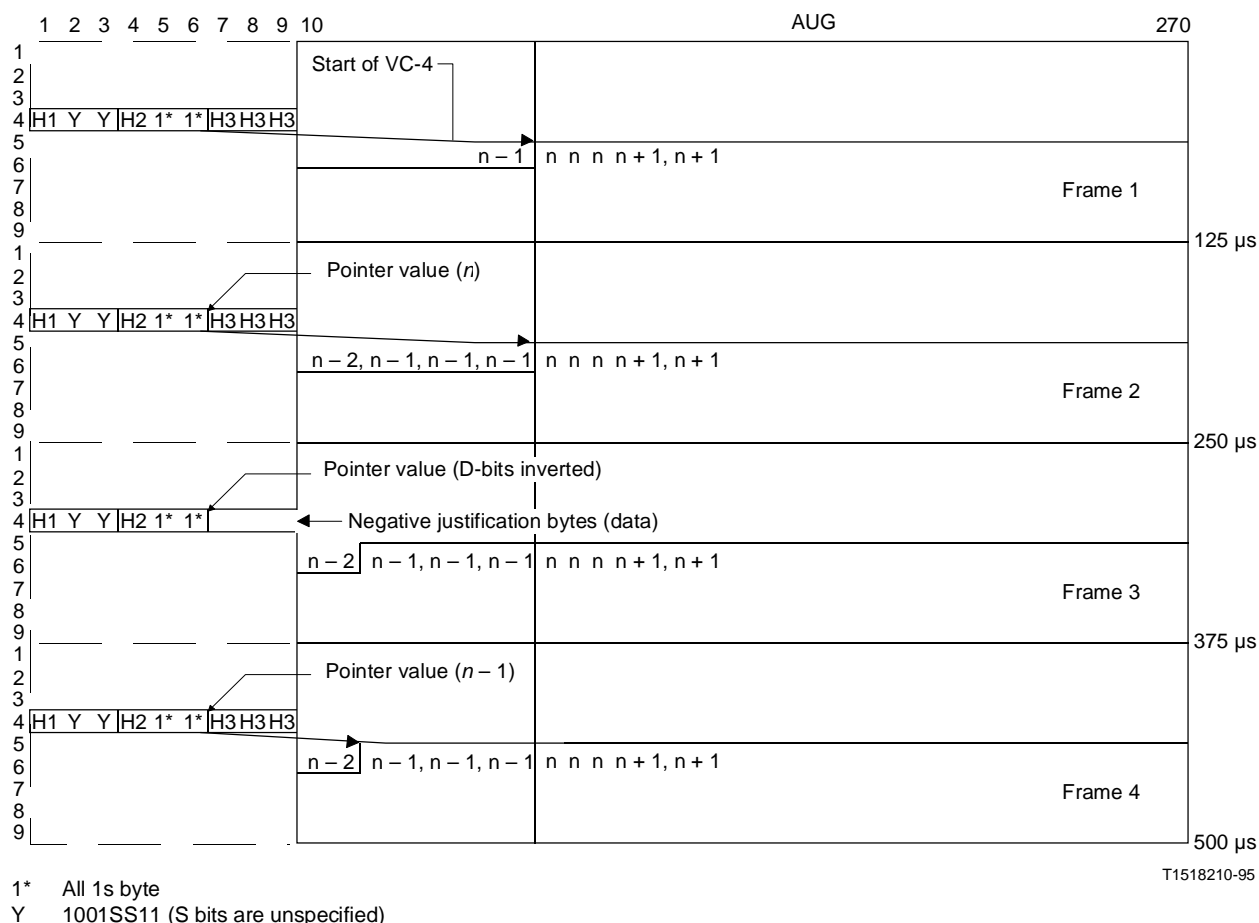 1 2 3 4 5 6 7 8 9 10 AUG 270
1
2
3
4 H1 Y Y H2 1* 1* H3 H3 H3
5
6
7
8
9
Start of VC-4
n – 1 n n n n + 1, n + 1
Frame 1
125 µs
1
2
3
4 H1 Y Y H2 1* 1* H3 H3 H3
5
6
7
8
9
Pointer value (n)
n – 2, n – 1, n – 1, n – 1 n n n n + 1, n + 1
Frame 2
250 µs
1
2
3
4 H1 Y Y H2 1* 1*
5
6
7
8
9
Pointer value (D-bits inverted)
Negative justification bytes (data)
n – 2 n – 1, n – 1, n – 1 n n n n + 1, n + 1
Frame 3
375 µs
1
2
3
4 H1 Y Y H2 1* 1* H3 H3 H3
5
6
7
8
9
Pointer value (n – 1)
n – 2 n – 1, n – 1, n – 1 n n n n + 1, n + 1
Frame 4
500 µs
T1518210-95
1* All 1s byte
Y 1001SS11 (S bits are unspecified)